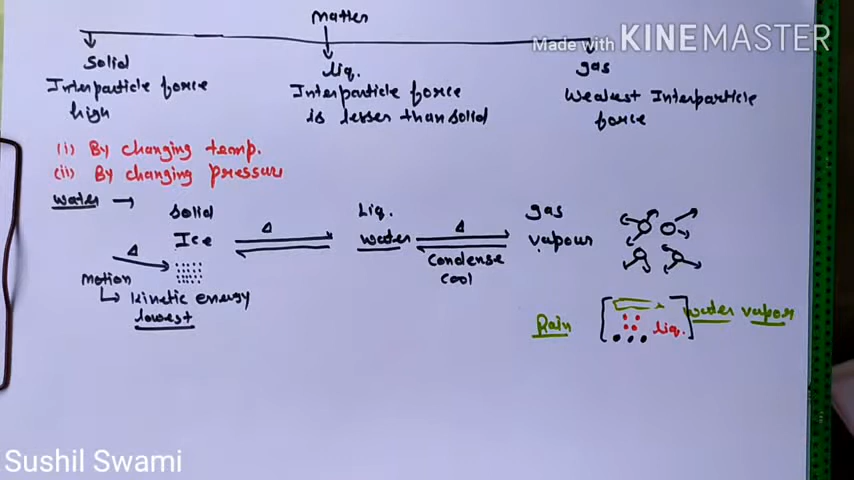 Matter
Made with KINEMASTER
Solid
Liq.
gas
Interparticle force
high
Interparticle force
is lesser than solid
Weakest Interparticle
force
(i) By changing temp.
(ii) By changing pressure
Water →
Solid
Ice
Δ
Liq.
water
Δ
Condense
cool
gas
vapour
Δ
Motion
Kinetic energy
lowest
Rain
liq.
water vapor
Sushil Swami